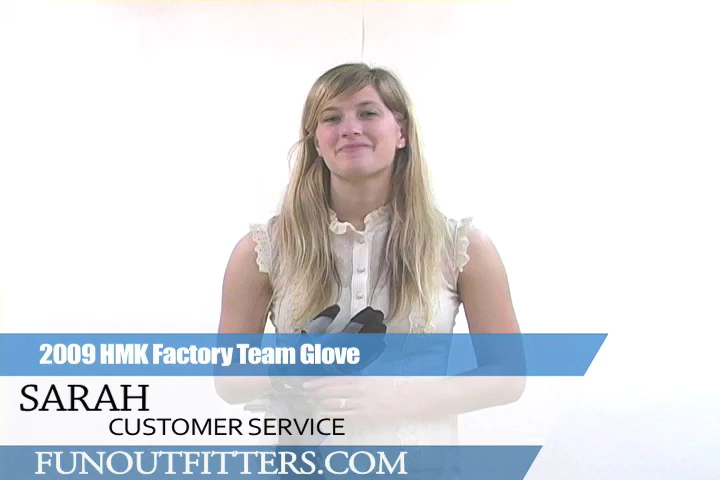 2009 HMK Factory Team Glove
SARAH
CUSTOMER SERVICE
FUNOUTFITTERS.COM